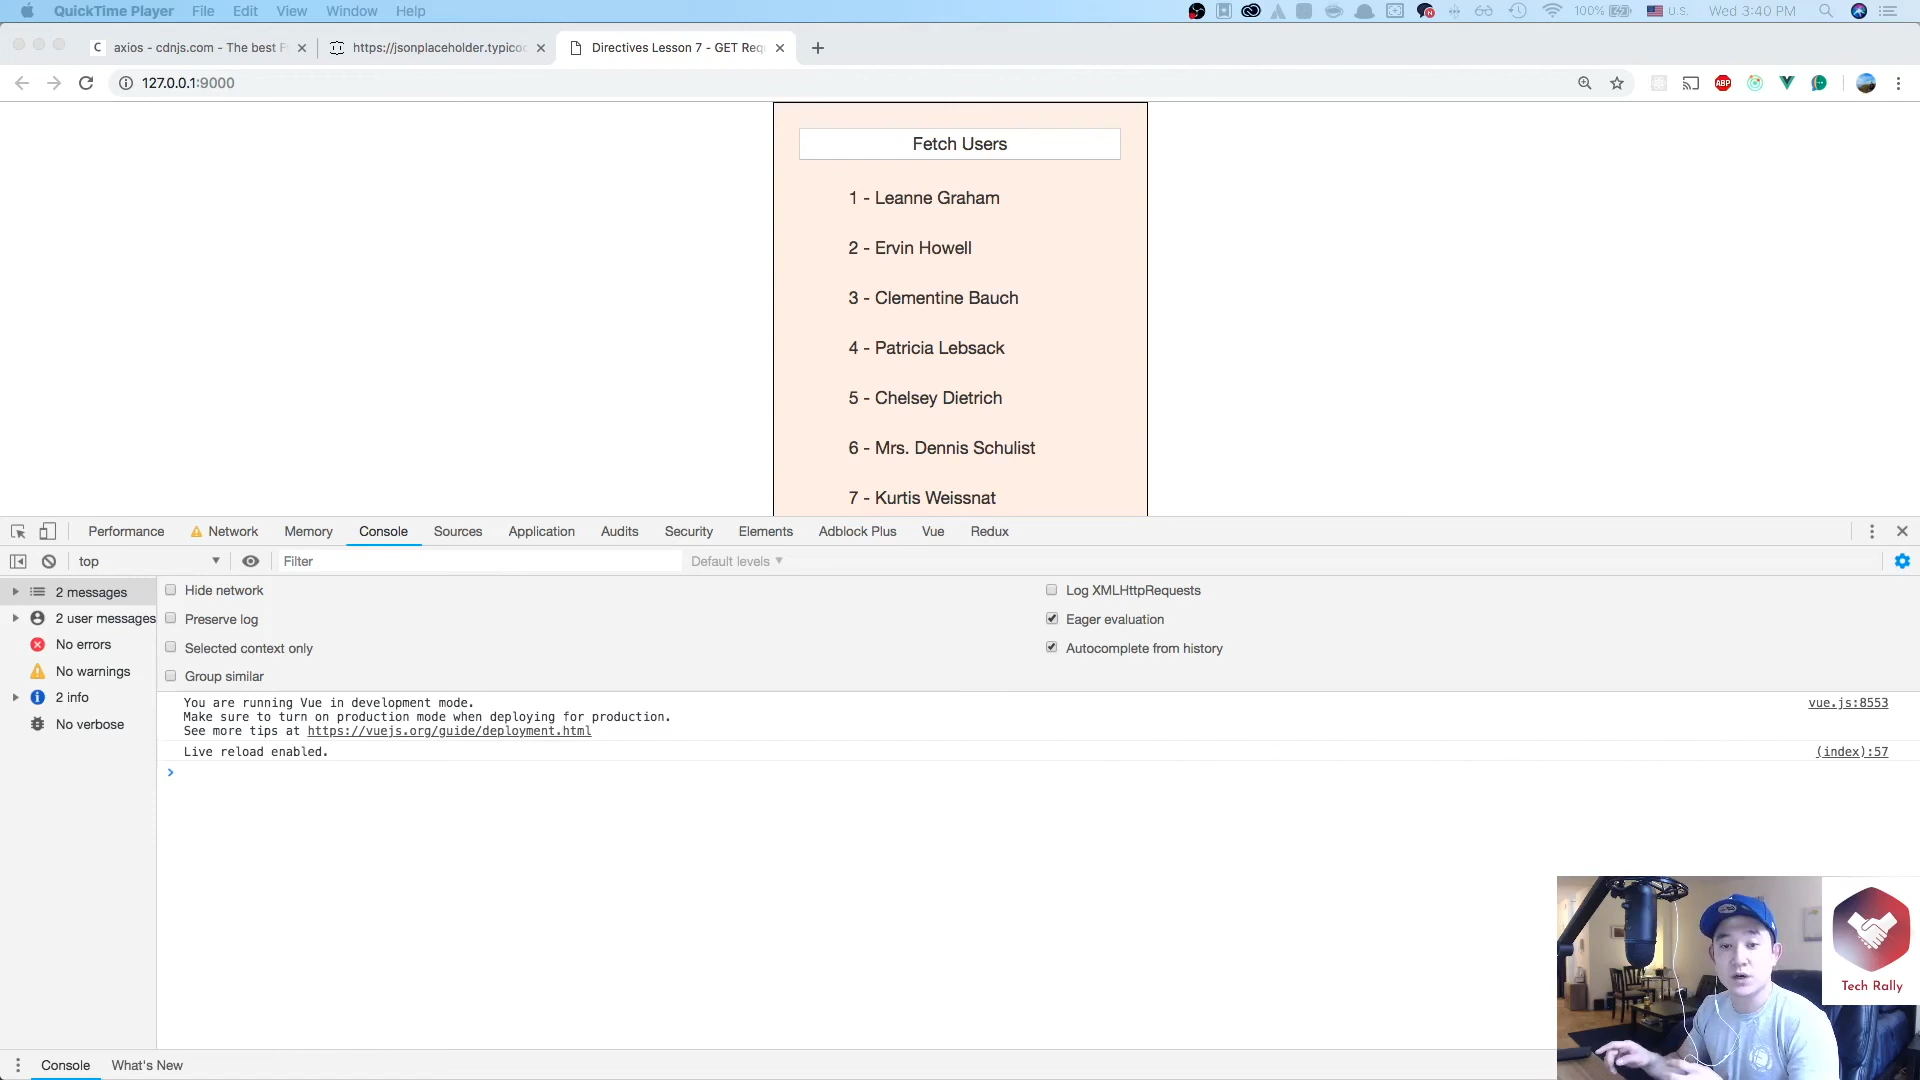 QuickTime Player File Edit View Window Help 100% U.S. Wed 3:40 PM
axios - cdnjs.com - The best F
https://jsonplaceholder.typicod
Directives Lesson 7 - GET Requ
127.0.0.1:9000
ABP
Fetch Users
1 - Leanne Graham
2 - Ervin Howell
3 - Clementine Bauch
4 - Patricia Lebsack
5 - Chelsey Dietrich
6 - Mrs. Dennis Schulist
7 - Kurtis Weissnat
Performance Network Memory Console Sources Application Audits Security Elements Adblock Plus Vue Redux
top Filter Default levels
2 messages
2 user messages
No errors
No warnings
2 info
No verbose
Hide network
Preserve log
Selected context only
Group similar
Log XMLHttpRequests
Eager evaluation
Autocomplete from history
You are running Vue in development mode. vue.js:8553
Make sure to turn on production mode when deploying for production.
See more tips at https://vuejs.org/guide/deployment.html
Live reload enabled. (index):57
Console What's New
Tech Rally